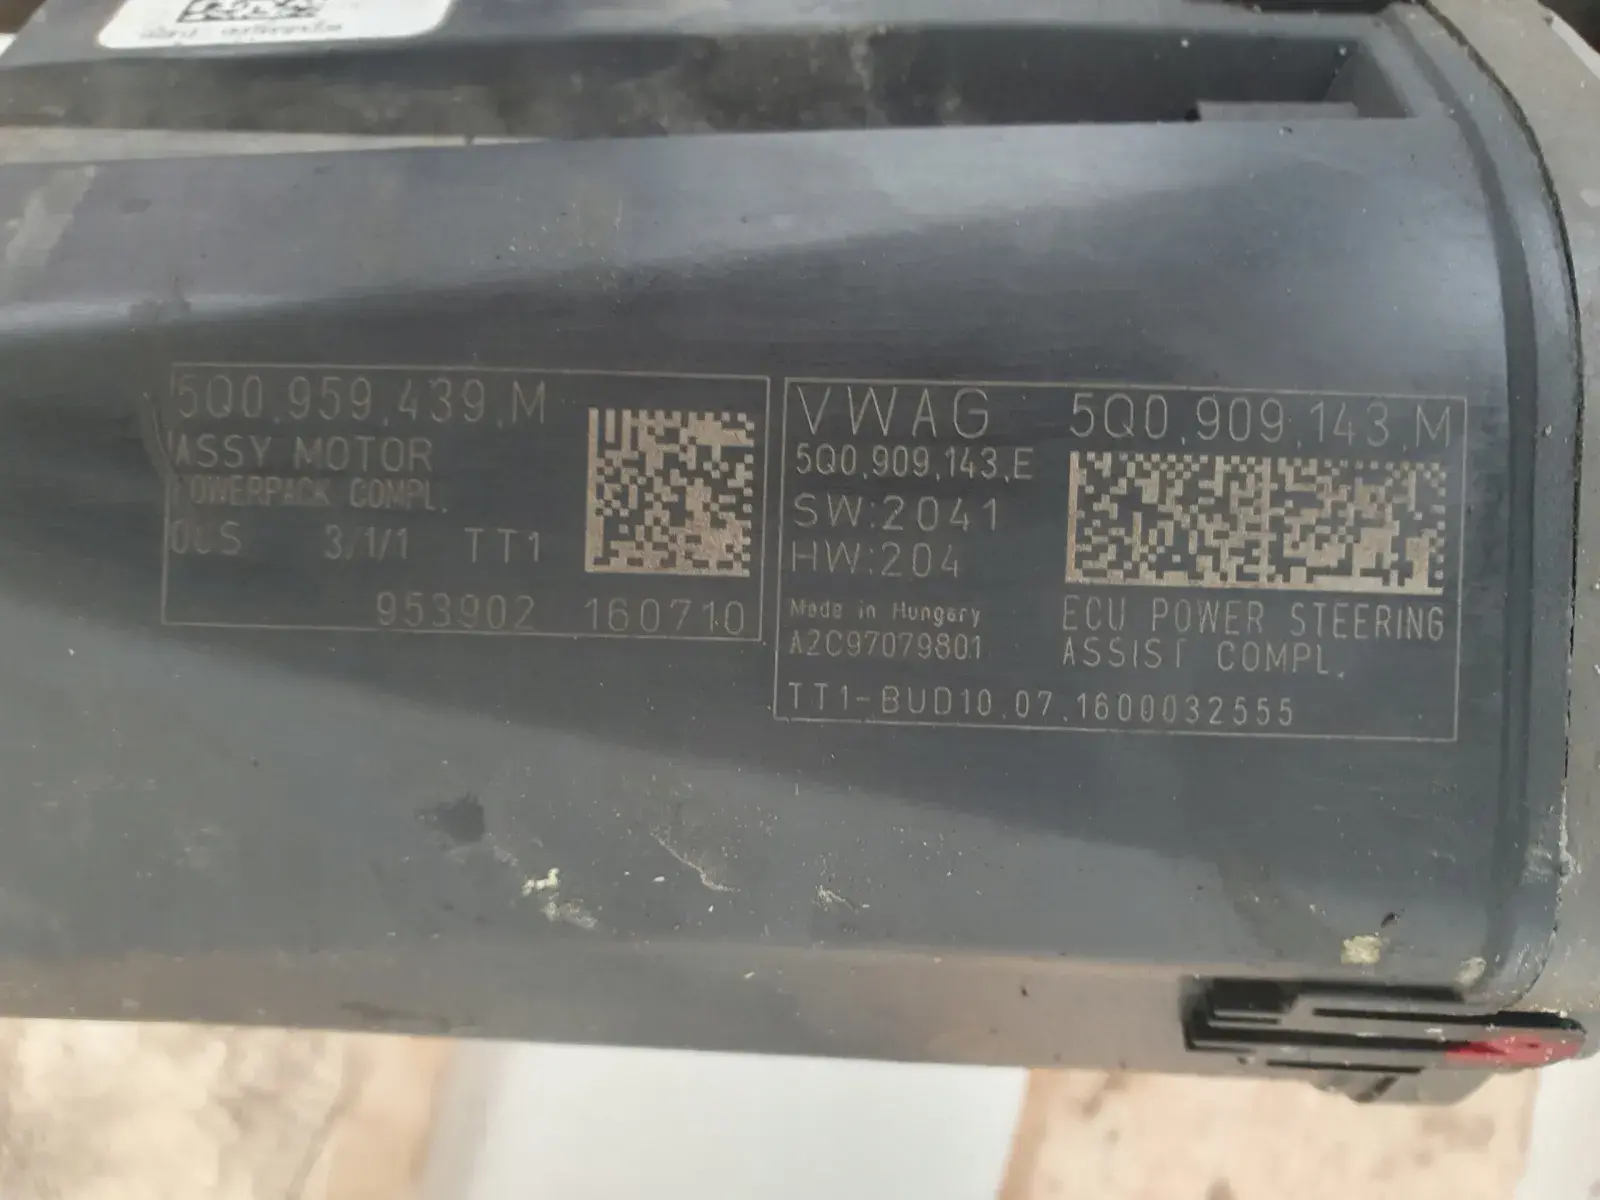 5Q0.959.439.M
ASSY MOTOR
POWERPACK COMPL.
3/1/1 TT1
953902 160710
VWAG 5Q0.909.143.M
5Q0.909.143.E
SW:2041
HW:204
Made in Hungary
A2C97079801
ECU POWER STEERING
ASSIST COMPL.
TT1-BUD10.07.1600032555